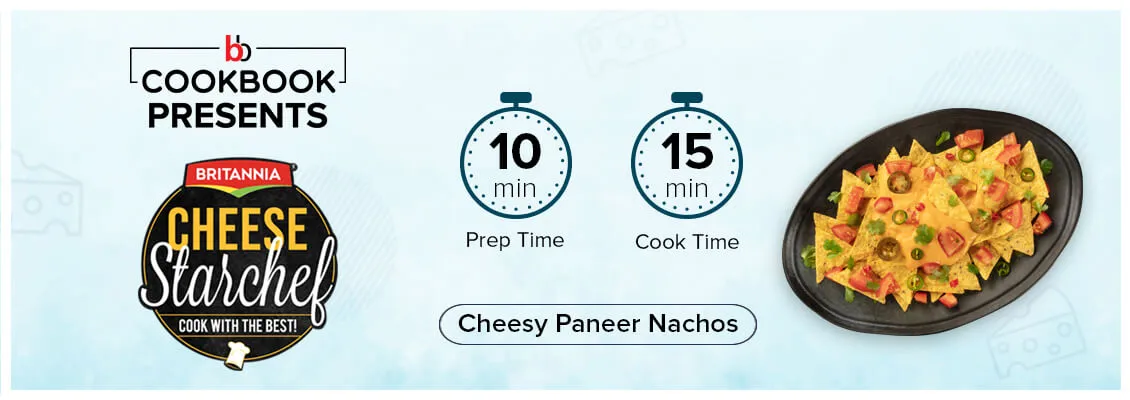 bb
COOKBOOK
PRESENTS
BRITANNIA
CHEESE
Starchef
COOK WITH THE BEST!
10
min
Prep Time
15
min
Cook Time
Cheesy Paneer Nachos